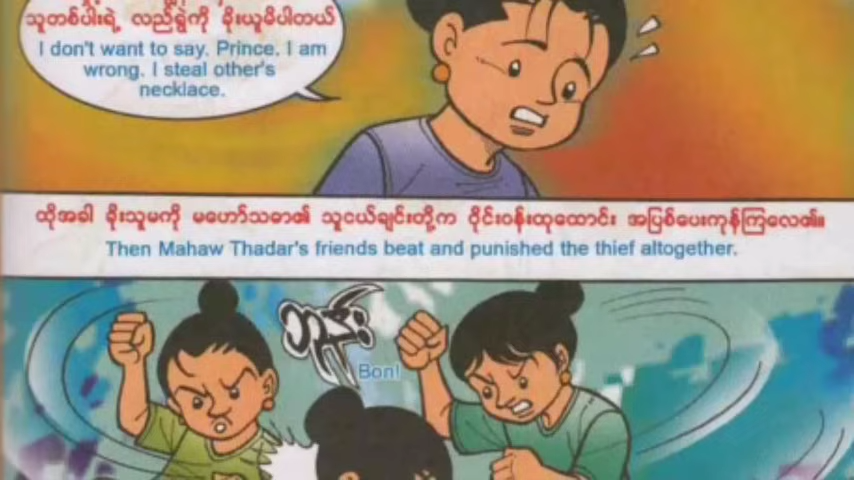 သူတစ်ပါးရဲ့ လည်ရွဲကို ခိုးယူမိပါတယ်
I don't want to say. Prince. I am
wrong. I steal other's
necklace.
ထိုအခါ ခိုးသူမကို မဟော်သဓာ၏ သူငယ်ချင်းတို့က ဝိုင်းဝန်းထုထောင်း အပြစ်ပေးကုန်ကြလေ၏။
Then Mahaw Thadar's friends beat and punished the thief altogether.
ဘုန်း
Bon!